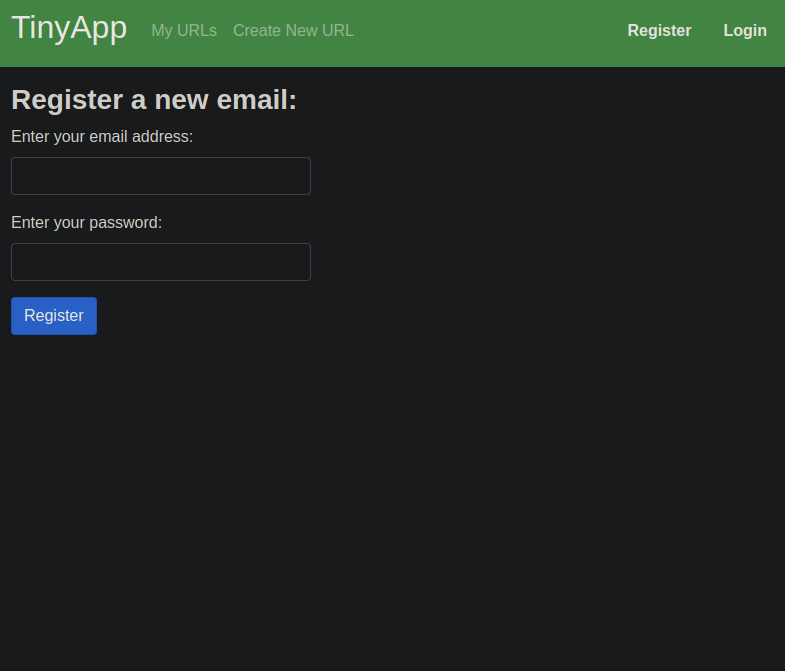 TinyApp My URLs Create New URL Register Login
Register a new email:
Enter your email address:
Enter your password:
Register